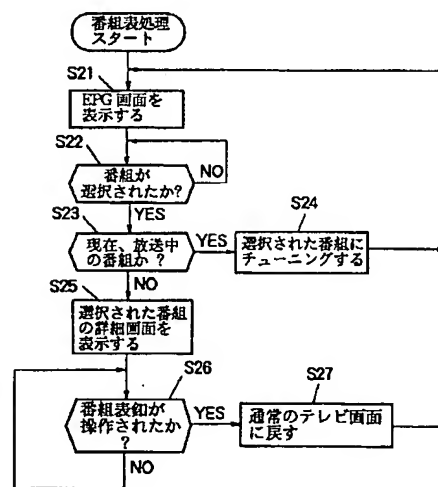 番組表処理
スタート
S21
EPG 画面を
表示する
S22
番組が
選択されたか?
NO
YES
S23
現在、放送中
の番組か ?
YES
NO
S24
選択された番組に
チューニングする
S25
選択された番組
の詳細画面を
表示する
S26
番組表釦が
操作されたか
?
YES
NO
S27
通常のテレビ画面
に戻す